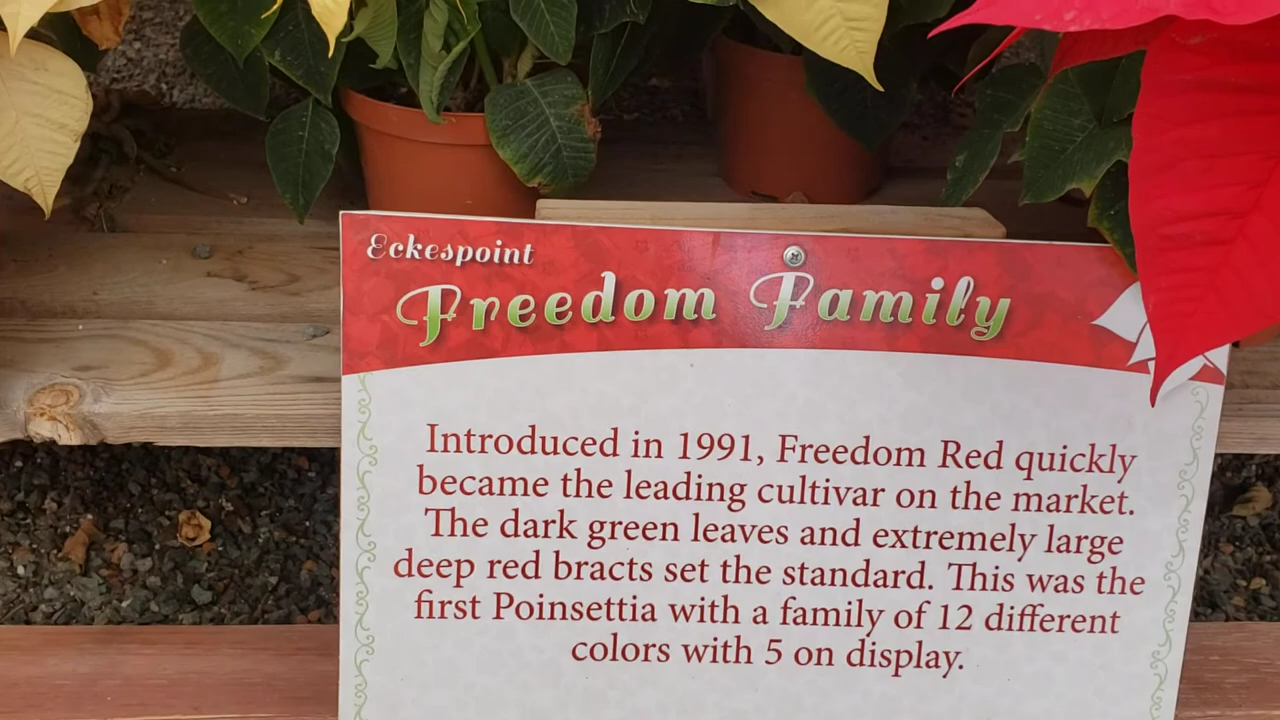 Eckespoint
Freedom Family
Introduced in 1991, Freedom Red quickly
became the leading cultivar on the market.
The dark green leaves and extremely large
deep red bracts set the standard. This was the
first Poinsettia with a family of 12 different
colors with 5 on display.